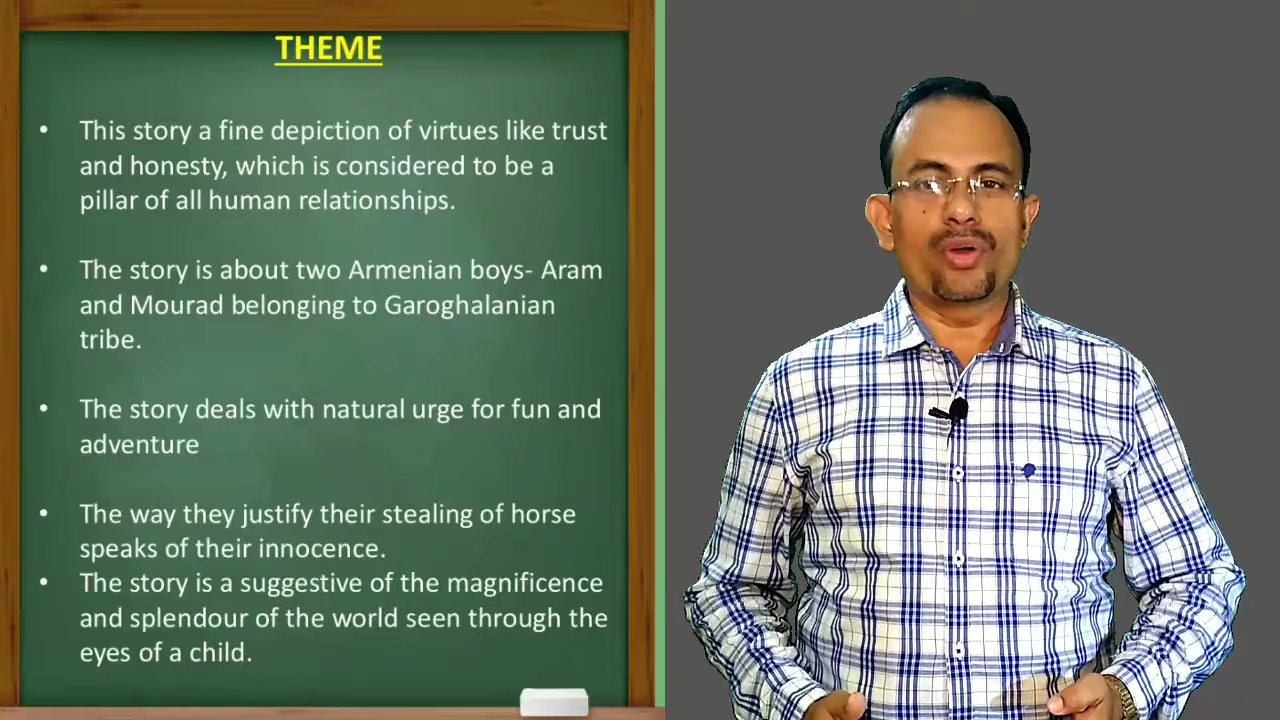 THEME
• This story a fine depiction of virtues like trust
and honesty, which is considered to be a
pillar of all human relationships.
• The story is about two Armenian boys- Aram
and Mourad belonging to Garoghalanian
tribe.
• The story deals with natural urge for fun and
adventure
• The way they justify their stealing of horse
speaks of their innocence.
• The story is a suggestive of the magnificence
and splendour of the world seen through the
eyes of a child.